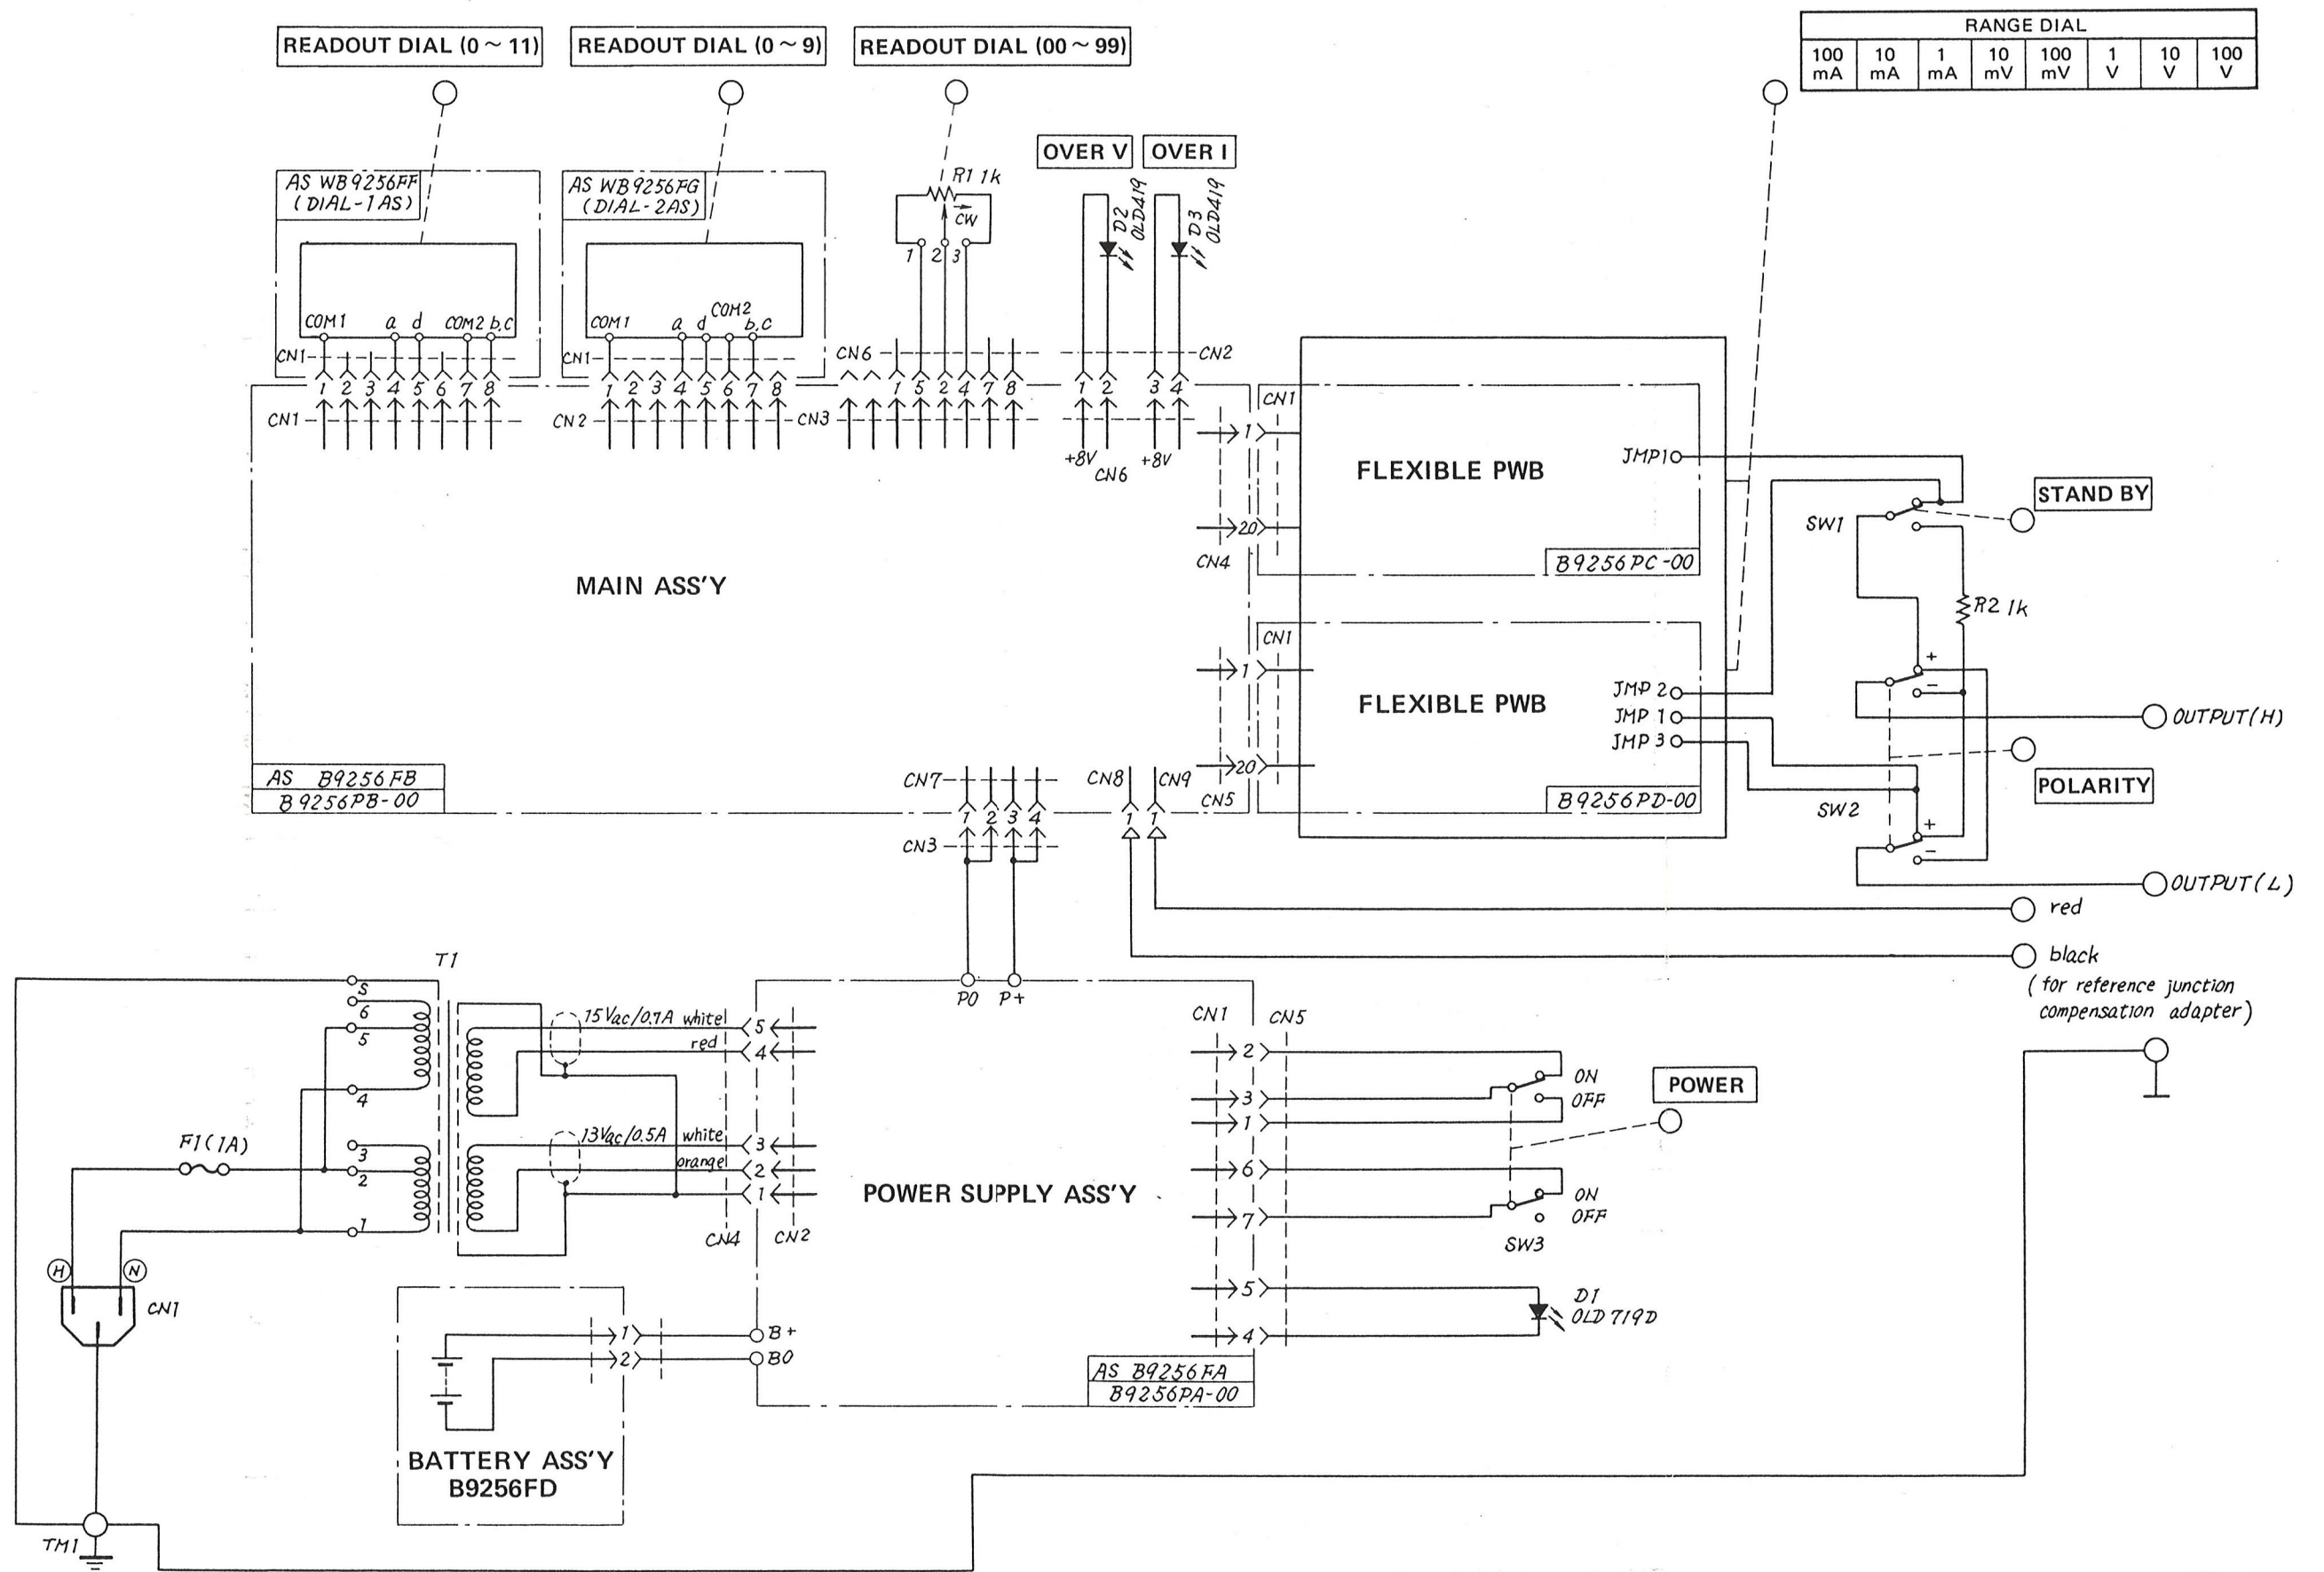 READOUT DIAL (0 ~ 11)
READOUT DIAL (0 ~ 9)
READOUT DIAL (00 ~ 99)
RANGE DIAL
100 mA
10 mA
1 mA
10 mV
100 mV
1 V
10 V
100 V
OVER V
OVER I
AS WB9256FF
(DIAL-1AS)
AS WB9256FG
(DIAL-2AS)
R1 1k
CW
1 2 3
D2
OLD419
D3
OLD419
COM1 a d COM2 b,c
COM1 a d COM2 b,c
CN1
CN1
CN6
CN2
1 2 3 4 5 6 7 8
1 2 3 4 5 6 7 8
1 5 2 4 7 8
1 2
3 4
CN1
CN2
CN3
+8V
CN6
+8V
CN1
1
20
CN4
FLEXIBLE PWB
JMP1
B9256PC-00
SW1
STAND BY
R2 1k
MAIN ASS'Y
CN1
1
20
CN5
FLEXIBLE PWB
JMP 2
JMP 1
JMP 3
B9256PD-00
+
-
OUTPUT(H)
POLARITY
SW2
+
-
OUTPUT(L)
AS B9256FB
B9256PB-00
CN7
1 2 3 4
CN3
CN8
CN9
1 1
red
black
(for reference junction
compensation adapter)
T1
S
6
5
4
3
2
1
15Vac/0.7A white
red
13Vac/0.5A white
orange
5
4
3
2
1
CN4
CN2
P0
P+
F1(1A)
H
N
CN1
TM1
POWER SUPPLY ASS'Y
CN1
CN5
2
3
1
6
7
5
4
ON
OFF
POWER
ON
OFF
SW3
D1
OLD719D
1
2
B+
B0
AS B9256FA
B9256PA-00
BATTERY ASS'Y
B9256FD